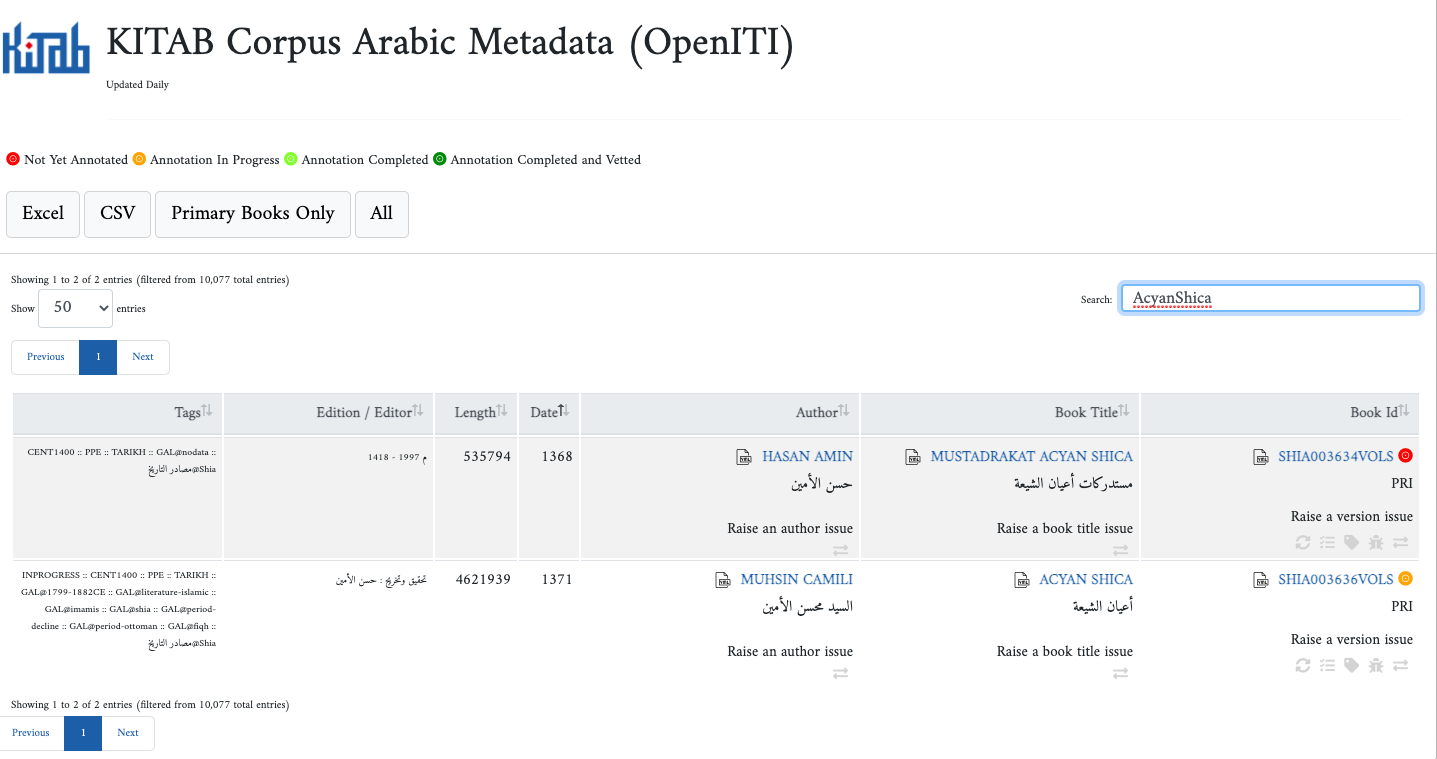 Kitab
KITAB Corpus Arabic Metadata (OpenITI)
Updated Daily
Not Yet Annotated Annotation In Progress Annotation Completed Annotation Completed and Vetted
Excel CSV Primary Books Only All
Showing 1 to 2 of 2 entries (filtered from 10,077 total entries)
Show 50 entries
Search: AcyanShica
Previous 1 Next
Tags Edition / Editor Length Date Author Book Title Book Id
CENT1400 :: PPE :: TARIKH :: GAL@nodata ::
مصادر التاريخ@Shia
1418 - 1997 م
535794
1368
HASAN AMIN
حسن الأمين
Raise an author issue
MUSTADRAKAT ACYAN SHICA
مستدركات أعيان الشيعة
Raise a book title issue
SHIA003634VOLS
PRI
Raise a version issue
INPROGRESS :: CENT1400 :: PPE :: TARIKH ::
GAL@1799-1882CE :: GAL@literature-islamic ::
GAL@imamis :: GAL@shia :: GAL@period-
decline :: GAL@period-ottoman :: GAL@fiqh ::
مصادر التاريخ@Shia
تحقيق وتخريج : حسن الأمين
4621939
1371
MUHSIN CAMILI
السيد محسن الأمين
Raise an author issue
ACYAN SHICA
أعيان الشيعة
Raise a book title issue
SHIA003636VOLS
PRI
Raise a version issue
Showing 1 to 2 of 2 entries (filtered from 10,077 total entries)
Previous 1 Next